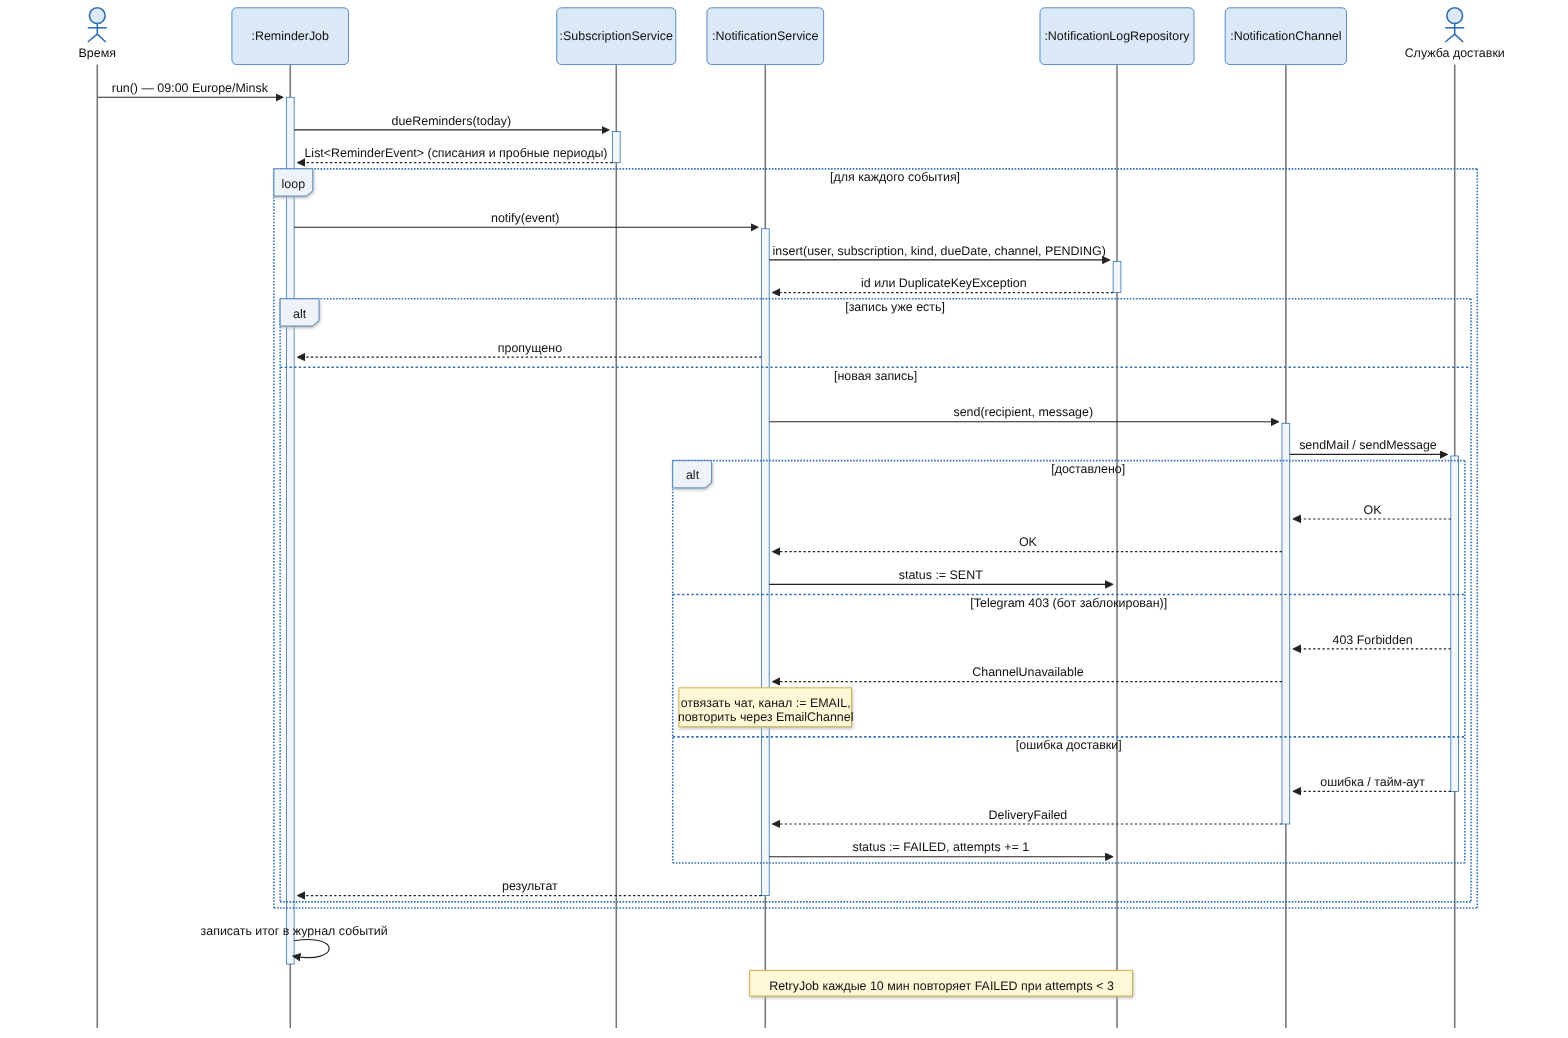 Время
:ReminderJob
:SubscriptionService
:NotificationService
:NotificationLogRepository
:NotificationChannel
Служба доставки
run() — 09:00 Europe/Minsk
dueReminders(today)
List<ReminderEvent> (списания и пробные периоды)
loop
[для каждого события]
notify(event)
insert(user, subscription, kind, dueDate, channel, PENDING)
id или DuplicateKeyException
alt
[запись уже есть]
пропущено
[новая запись]
send(recipient, message)
sendMail / sendMessage
alt
[доставлено]
OK
OK
status := SENT
[Telegram 403 (бот заблокирован)]
403 Forbidden
ChannelUnavailable
отвязать чат, канал := EMAIL,
повторить через EmailChannel
[ошибка доставки]
ошибка / тайм-аут
DeliveryFailed
status := FAILED, attempts += 1
результат
записать итог в журнал событий
RetryJob каждые 10 мин повторяет FAILED при attempts < 3